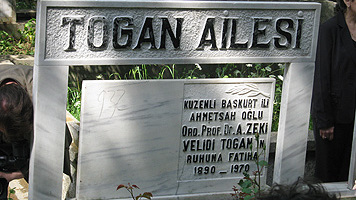 TOGAN AİLESİ
KUZENLİ BAŞKURT İLİ
AHMETŞAH OĞLU
ORD. PROF. DR. A. ZEKİ
VELİDİ TOGAN'IN
RUHUNA FATİHA
1890 - 1970